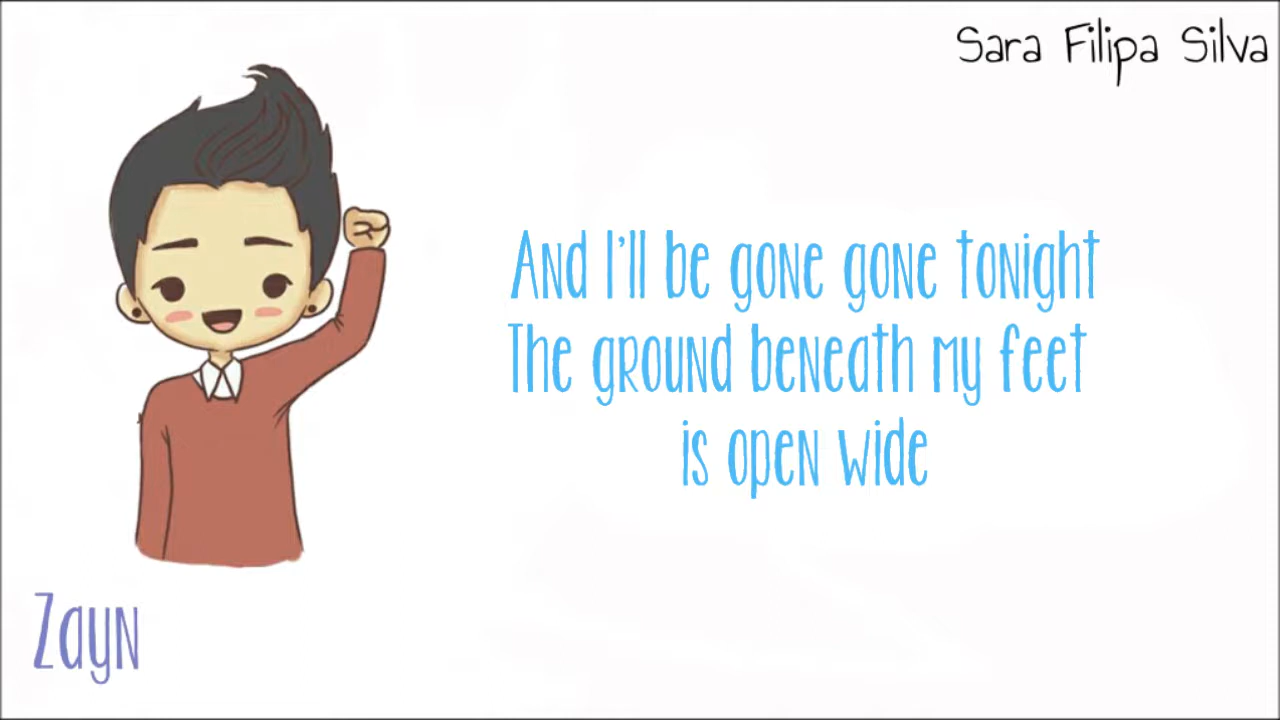 Sara Filipa Silva
And I'll be gone gone tonight
The ground beneath my feet
is open wide
Zayn